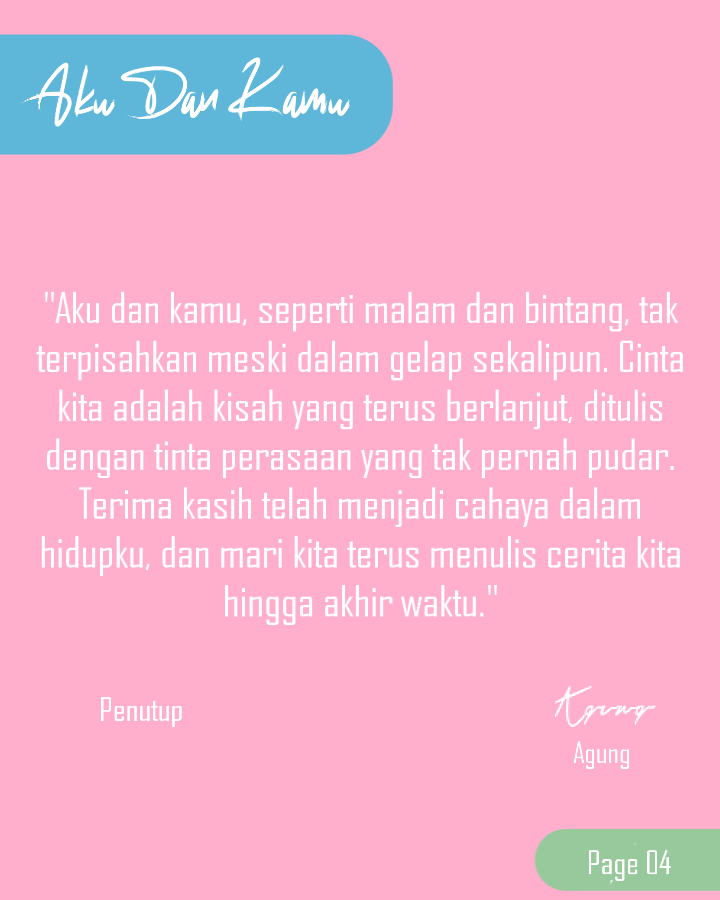 Aku Dan Kamu
"Aku dan kamu, seperti malam dan bintang, tak
terpisahkan meski dalam gelap sekalipun. Cinta
kita adalah kisah yang terus berlanjut, ditulis
dengan tinta perasaan yang tak pernah pudar.
Terima kasih telah menjadi cahaya dalam
hidupku, dan mari kita terus menulis cerita kita
hingga akhir waktu."
Penutup
Agung
Agung
Page 04